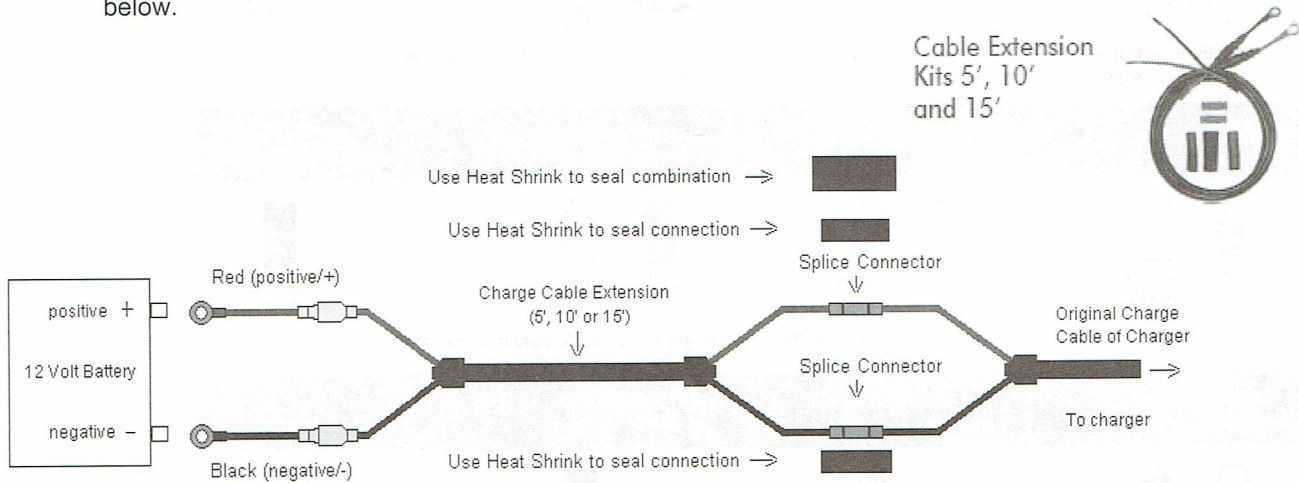 below.
Cable Extension
Kits 5', 10'
and 15'
Use Heat Shrink to seal combination →
Use Heat Shrink to seal connection →
Splice Connector
Red (positive/+)
Charge Cable Extension
(5', 10' or 15')
Original Charge
Cable of Charger
positive +
12 Volt Battery
Splice Connector
To charger
negative -
Black (negative/-)
Use Heat Shrink to seal connection →